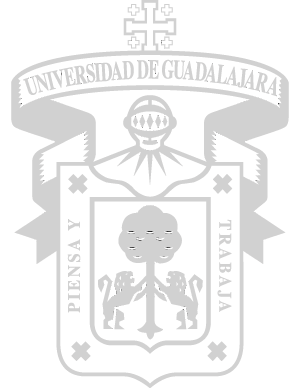 UNIVERSIDAD DE GUADALAJARA
PIENSA Y
TRABAJA